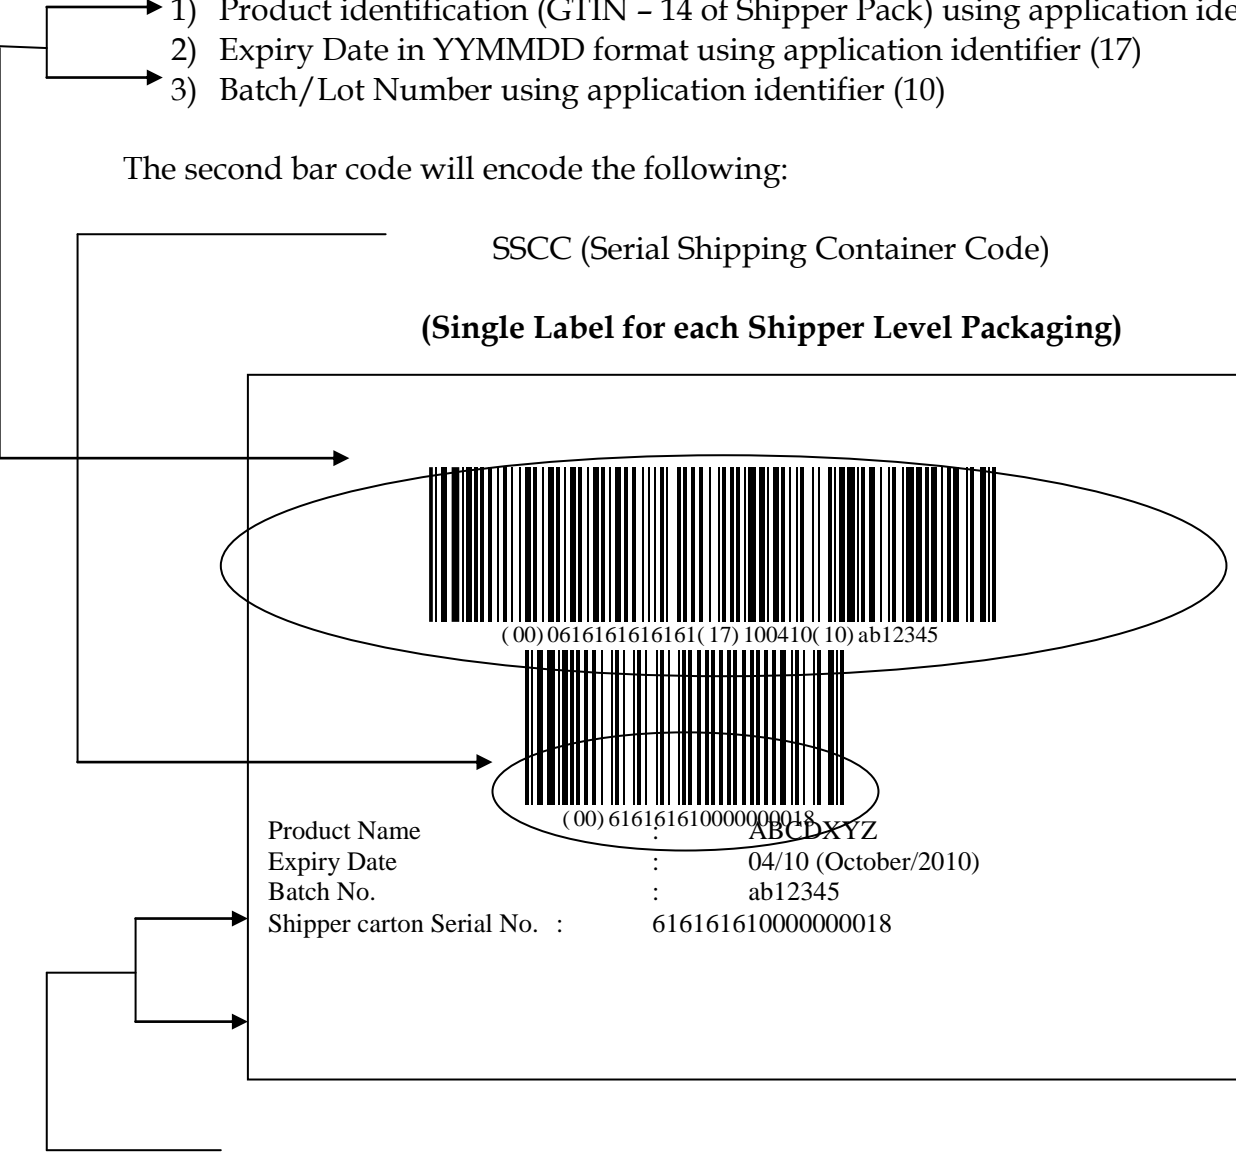 1) Product identification (GTIN – 14 of Shipper Pack) using application ide
2) Expiry Date in YYMMDD format using application identifier (17)
3) Batch/Lot Number using application identifier (10)
The second bar code will encode the following:
SSCC (Serial Shipping Container Code)
(Single Label for each Shipper Level Packaging)
(00)0616161616161(17)100410(10)ab12345
(00)616161610000000018
Product Name : ABCDXYZ
Expiry Date : 04/10 (October/2010)
Batch No. : ab12345
Shipper carton Serial No. : 616161610000000018